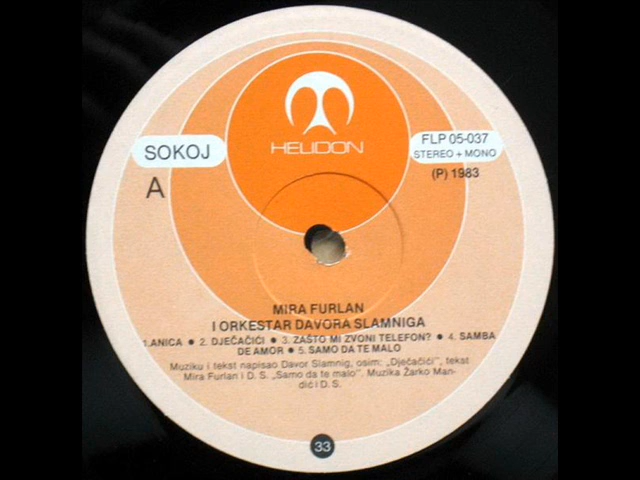 HELIDON
SOKOJ
A
FLP 05-037
STEREO + MONO
(P) 1983
MIRA FURLAN
I ORKESTAR DAVORA SLAMNIGA
1. ANICA ● 2. DJEČAČIĆI ● 3. ZAŠTO MI ZVONI TELEFON? ● 4. SAMBA
DE AMOR ● 5. SAMO DA TE MALO
Muziku i tekst napisao Davor Slamnig, osim: „Dječačići”, tekst
Mira Furlan i D. S. „Samo da te malo”. Muzika Žarko Man-
dić i D. S.
33